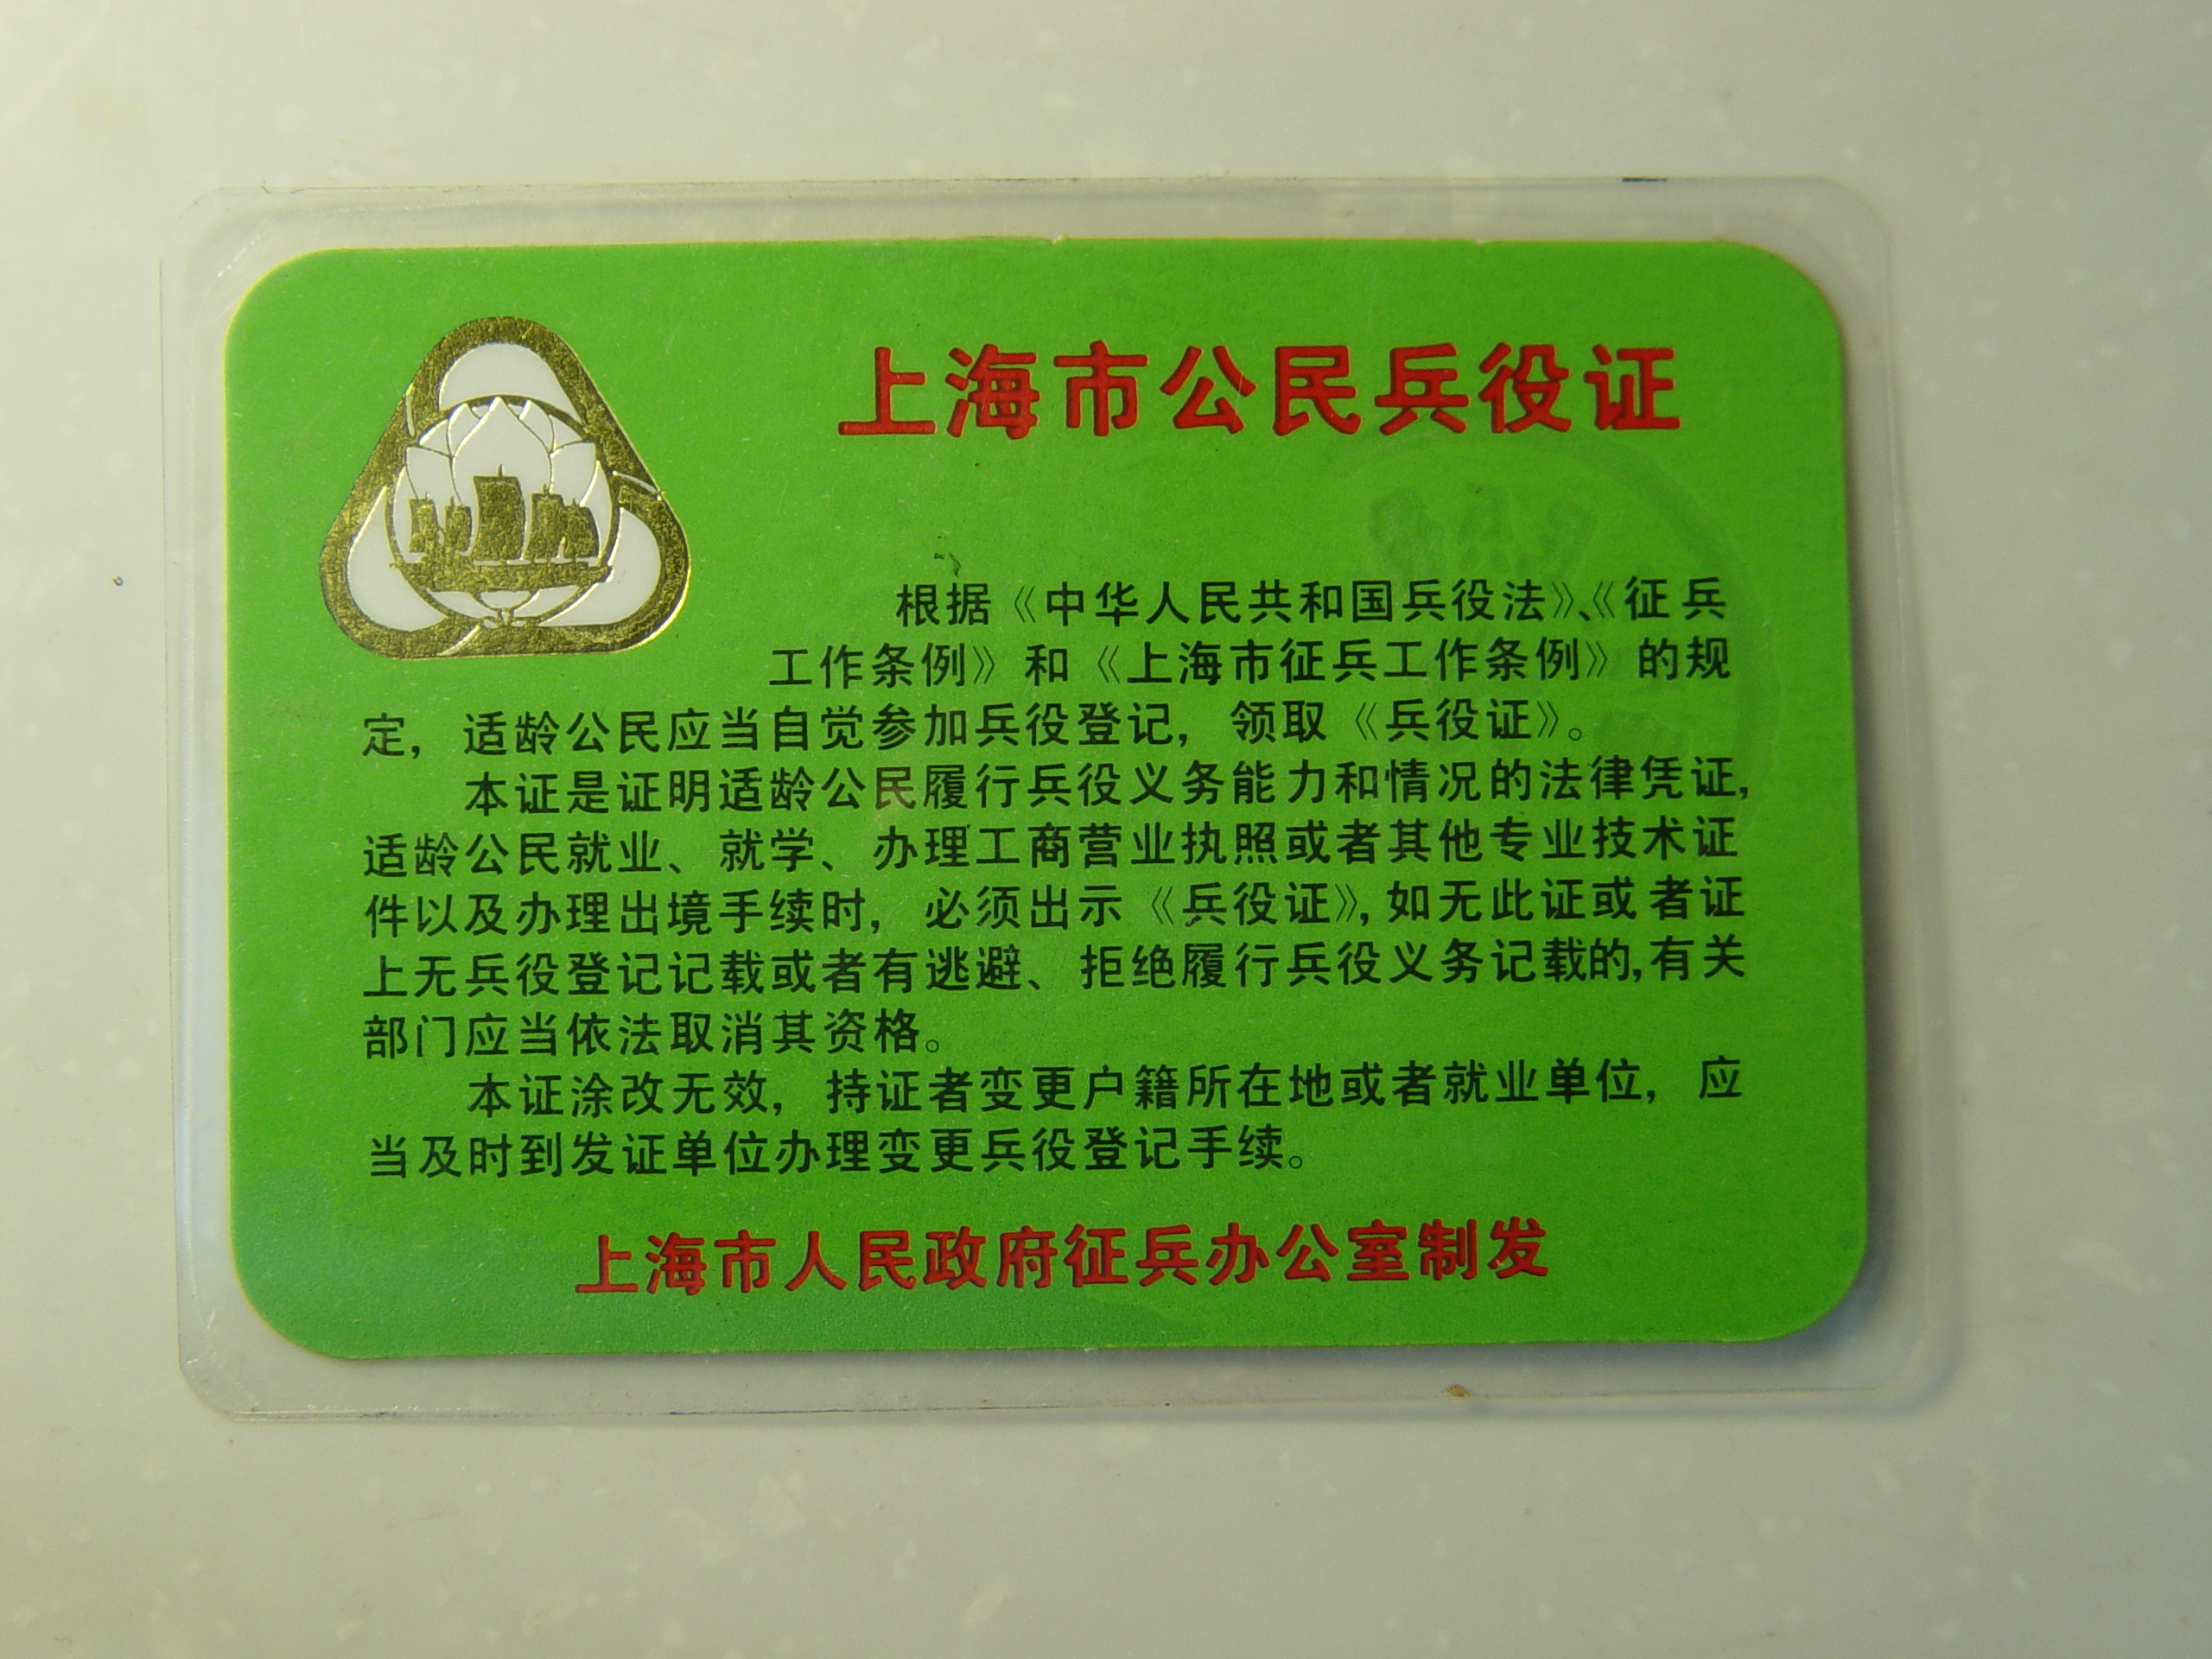 上海市公民兵役证
根据《中华人民共和国兵役法》、《征兵
工作条例》和《上海市征兵工作条例》的规
定，适龄公民应当自觉参加兵役登记，领取《兵役证》。
本证是证明适龄公民履行兵役义务能力和情况的法律凭证，
适龄公民就业、就学、办理工商营业执照或者其他专业技术证
件以及办理出境手续时，必须出示《兵役证》，如无此证或者证
上无兵役登记记载或者有逃避、拒绝履行兵役义务记载的，有关
部门应当依法取消其资格。
本证涂改无效，持证者变更户籍所在地或者就业单位，应
当及时到发证单位办理变更兵役登记手续。
上海市人民政府征兵办公室制发